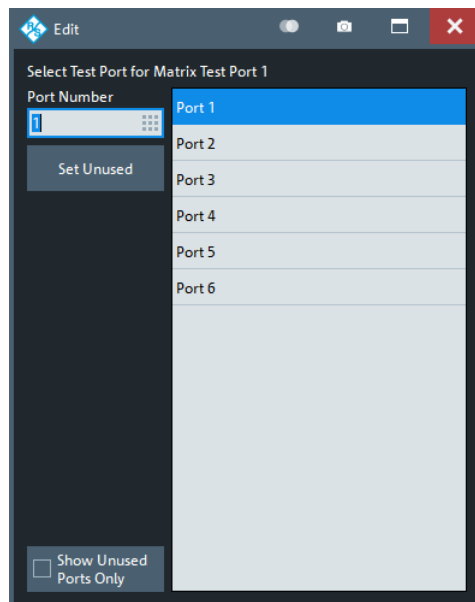 Edit
Select Test Port for Matrix Test Port 1
Port Number
1
Set Unused
Port 1
Port 2
Port 3
Port 4
Port 5
Port 6
Show Unused
Ports Only